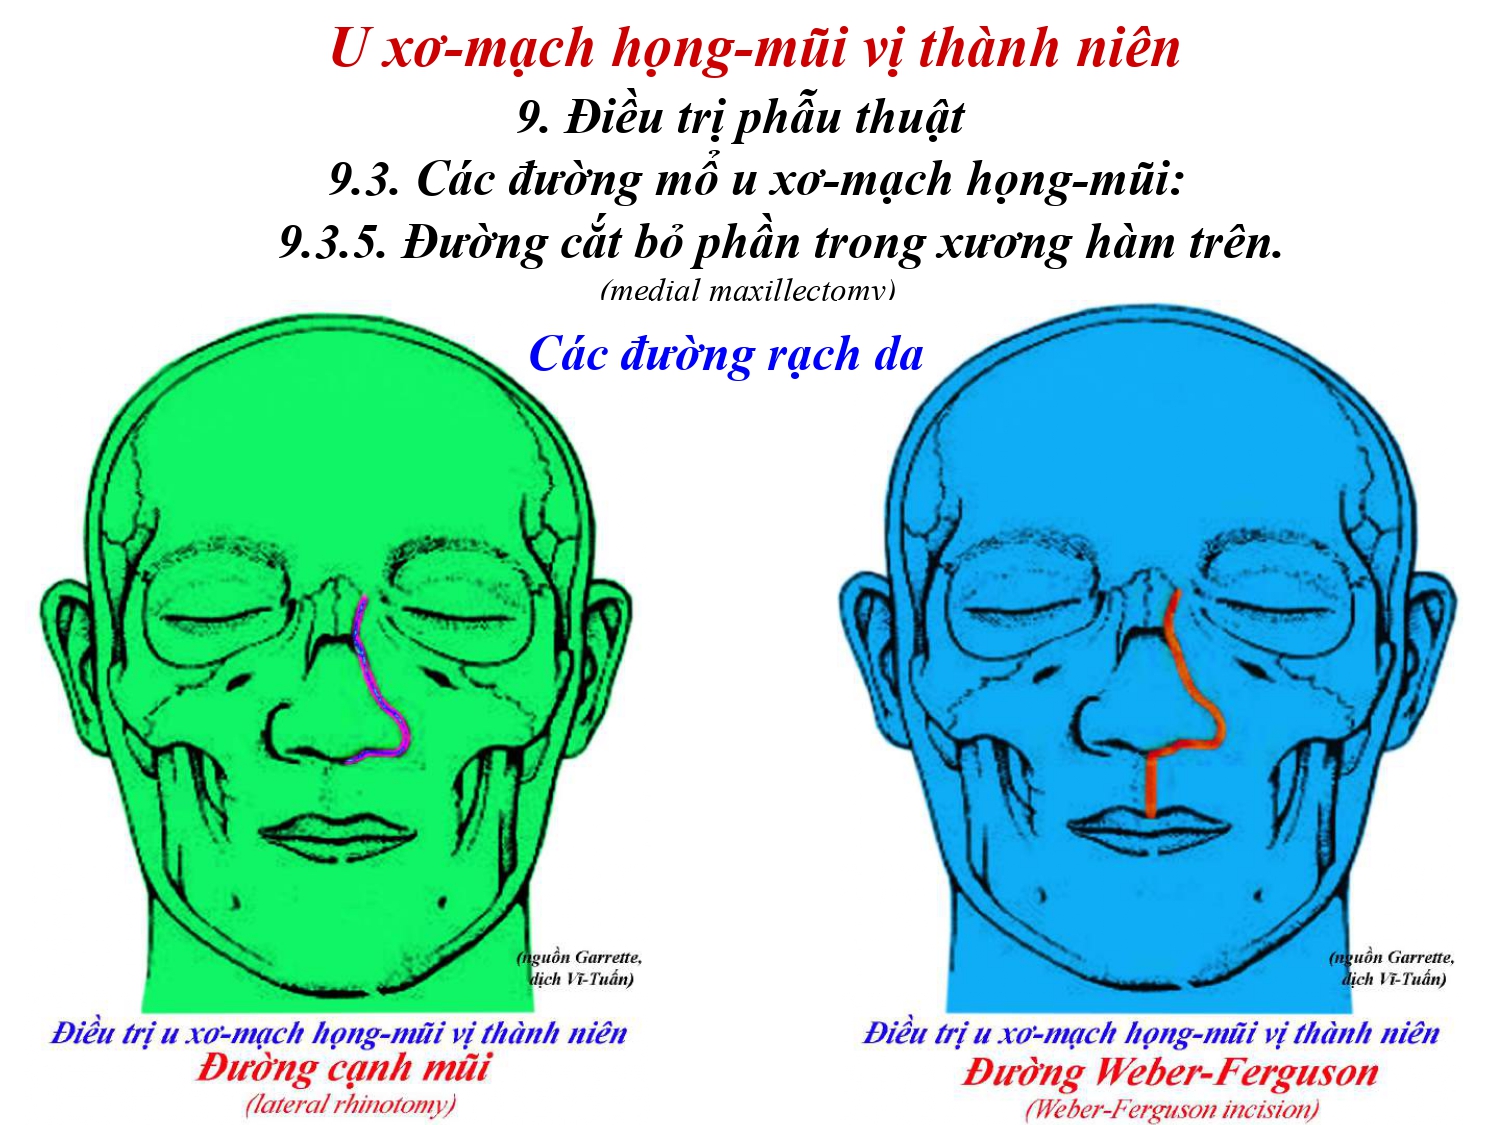 U xơ-mạch họng-mũi vị thành niên
9. Điều trị phẫu thuật
9.3. Các đường mổ u xơ-mạch họng-mũi:
9.3.5. Đường cắt bỏ phần trong xương hàm trên.
(medial maxillectomy)
Các đường rạch da
(nguồn Garrette,
dịch Vĩ-Tuấn)
Điều trị u xơ-mạch họng-mũi vị thành niên
Đường cạnh mũi
(lateral rhinotomy)
(nguồn Garrette,
dịch Vĩ-Tuấn)
Điều trị u xơ-mạch họng-mũi vị thành niên
Đường Weber-Ferguson
(Weber-Ferguson incision)